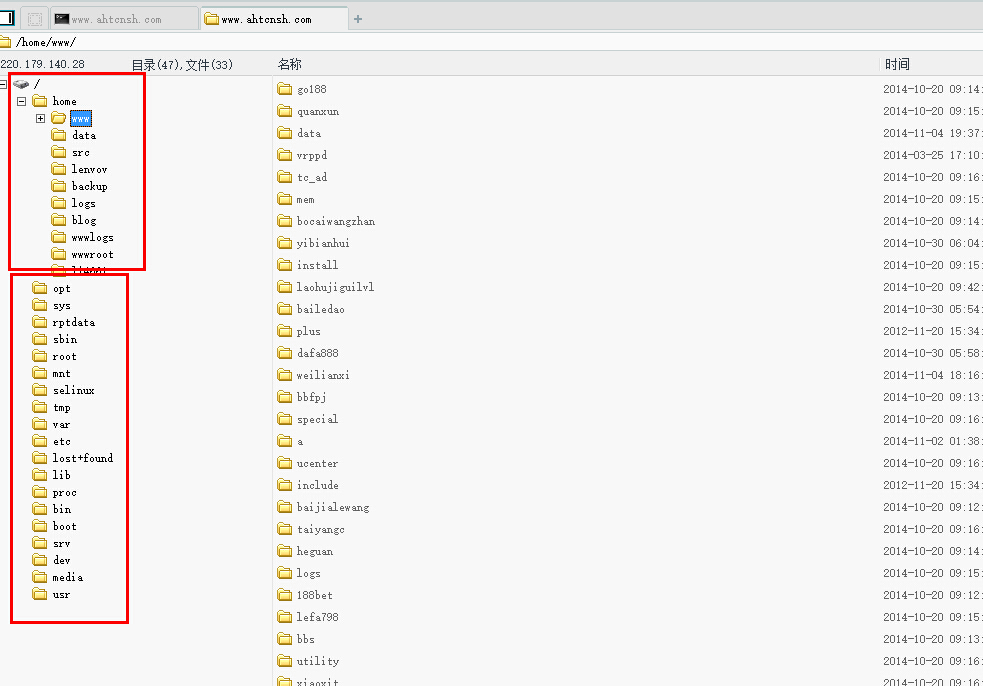 www.ahtcnsh.com
www.ahtcnsh.com
/home/www/
220.179.140.28
目录(47),文件(33)
名称
时间
/
home
www
data
src
lenvov
backup
logs
blog
wwwlogs
wwwroot
opt
sys
rptdata
sbin
root
mnt
selinux
tmp
var
etc
lost+found
lib
proc
bin
boot
srv
dev
media
usr
go188 2014-10-20 09:14:
quanxun 2014-10-20 09:15:
data 2014-11-04 19:37:
vrppd 2014-03-25 17:10:
tc_ad 2014-10-20 09:16:
mem 2014-10-20 09:15:
bocaiwangzhan 2014-10-20 09:14:
yibianhui 2014-10-30 06:04:
install 2014-10-20 09:15:
laohujiguilvl 2014-10-20 09:42:
bailedao 2014-10-30 05:54:
plus 2012-11-20 15:34:
dafa888 2014-10-30 05:58:
weilianxi 2014-11-04 18:16:
bbfpj 2014-10-20 09:13:
special 2014-10-20 09:16:
a 2014-11-02 01:38:
ucenter 2014-10-20 09:16:
include 2012-11-20 15:34:
baijialewang 2014-10-20 09:12:
taiyangc 2014-10-20 09:16:
heguan 2014-10-20 09:14:
logs 2014-10-20 09:15:
188bet 2014-10-20 09:12:
lefa798 2014-10-20 09:15:
bbs 2014-10-20 09:13:
utility 2014-10-20 09:16:
xiaoxit 2014-10-20 09:16: